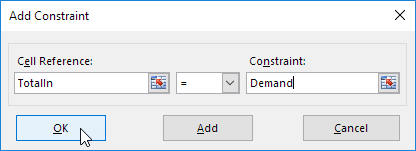 Add Constraint
Cell Reference: Constraint:
TotalIn = Demand
OK Add Cancel